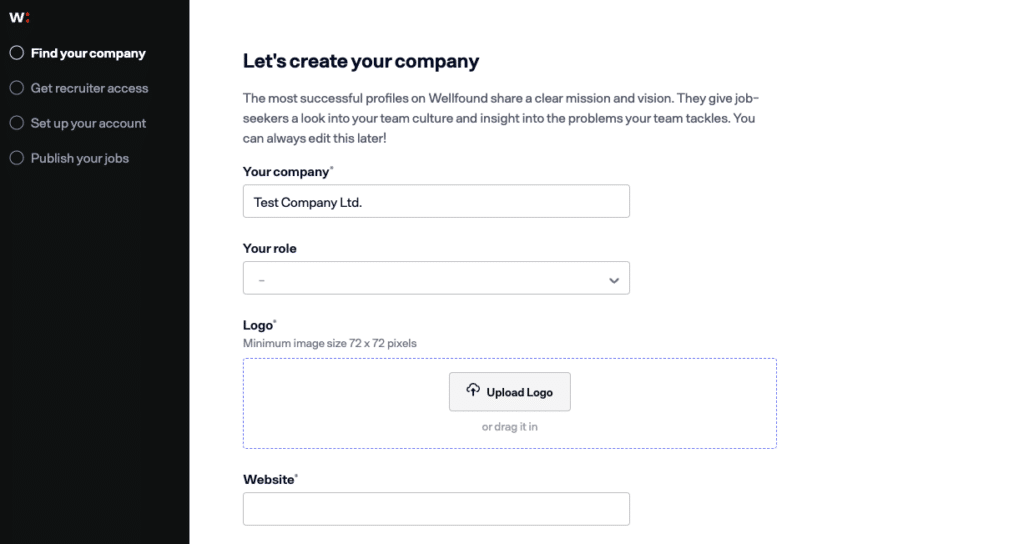 W:
Find your company
Get recruiter access
Set up your account
Publish your jobs
Let's create your company
The most successful profiles on Wellfound share a clear mission and vision. They give job-
seekers a look into your team culture and insight into the problems your team tackles. You
can always edit this later!
Your company*
Test Company Ltd.
Your role
-
Logo*
Minimum image size 72 x 72 pixels
Upload Logo
or drag it in
Website*